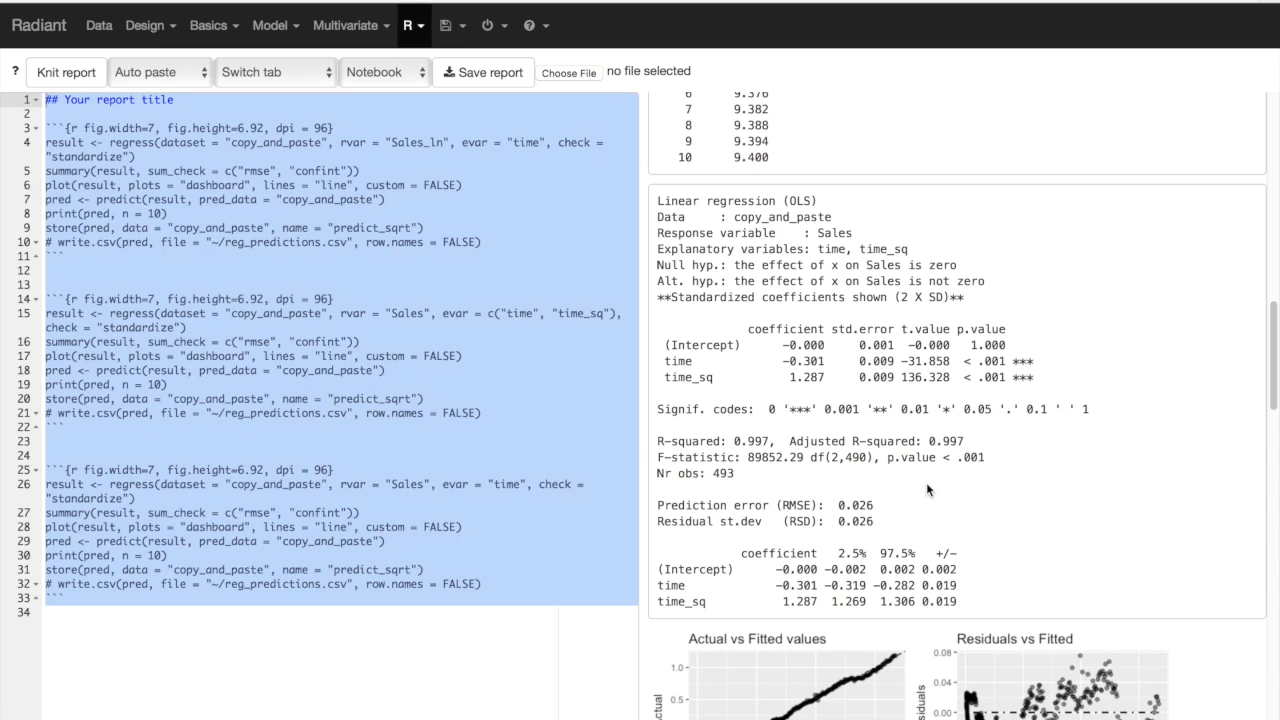 Radiant Data Design Basics Model Multivariate R
? Knit report Auto paste Switch tab Notebook Save report Choose File no file selected
1 ## Your report title
2
3 ```{r fig.width=7, fig.height=6.92, dpi = 96}
4 result <- regress(dataset = "copy_and_paste", rvar = "Sales_ln", evar = "time", check =
"standardize")
5 summary(result, sum_check = c("rmse", "confint"))
6 plot(result, plots = "dashboard", lines = "line", custom = FALSE)
7 pred <- predict(result, pred_data = "copy_and_paste")
8 print(pred, n = 10)
9 store(pred, data = "copy_and_paste", name = "predict_sqrt")
10 # write.csv(pred, file = "~/reg_predictions.csv", row.names = FALSE)
11 ```
12
13
14 ```{r fig.width=7, fig.height=6.92, dpi = 96}
15 result <- regress(dataset = "copy_and_paste", rvar = "Sales", evar = c("time", "time_sq"),
check = "standardize")
16 summary(result, sum_check = c("rmse", "confint"))
17 plot(result, plots = "dashboard", lines = "line", custom = FALSE)
18 pred <- predict(result, pred_data = "copy_and_paste")
19 print(pred, n = 10)
20 store(pred, data = "copy_and_paste", name = "predict_sqrt")
21 # write.csv(pred, file = "~/reg_predictions.csv", row.names = FALSE)
22 ```
23
24
25 ```{r fig.width=7, fig.height=6.92, dpi = 96}
26 result <- regress(dataset = "copy_and_paste", rvar = "Sales", evar = "time", check =
"standardize")
27 summary(result, sum_check = c("rmse", "confint"))
28 plot(result, plots = "dashboard", lines = "line", custom = FALSE)
29 pred <- predict(result, pred_data = "copy_and_paste")
30 print(pred, n = 10)
31 store(pred, data = "copy_and_paste", name = "predict_sqrt")
32 # write.csv(pred, file = "~/reg_predictions.csv", row.names = FALSE)
33 ```
34
6 9.376
7 9.382
8 9.388
9 9.394
10 9.400
Linear regression (OLS)
Data : copy_and_paste
Response variable : Sales
Explanatory variables: time, time_sq
Null hyp.: the effect of x on Sales is zero
Alt. hyp.: the effect of x on Sales is not zero
**Standardized coefficients shown (2 X SD)**
coefficient std.error t.value p.value
(Intercept) -0.000 0.001 -0.000 1.000
time -0.301 0.009 -31.858 < .001 ***
time_sq 1.287 0.009 136.328 < .001 ***
Signif. codes: 0 '***' 0.001 '**' 0.01 '*' 0.05 '.' 0.1 ' ' 1
R-squared: 0.997, Adjusted R-squared: 0.997
F-statistic: 89852.29 df(2,490), p.value < .001
Nr obs: 493
Prediction error (RMSE): 0.026
Residual st.dev (RSD): 0.026
coefficient 2.5% 97.5% +/-
(Intercept) -0.000 -0.002 0.002 0.002
time -0.301 -0.319 -0.282 0.019
time_sq 1.287 1.269 1.306 0.019
Actual vs Fitted values
1.0
0.5
Residuals vs Fitted
0.08
0.04
0.00